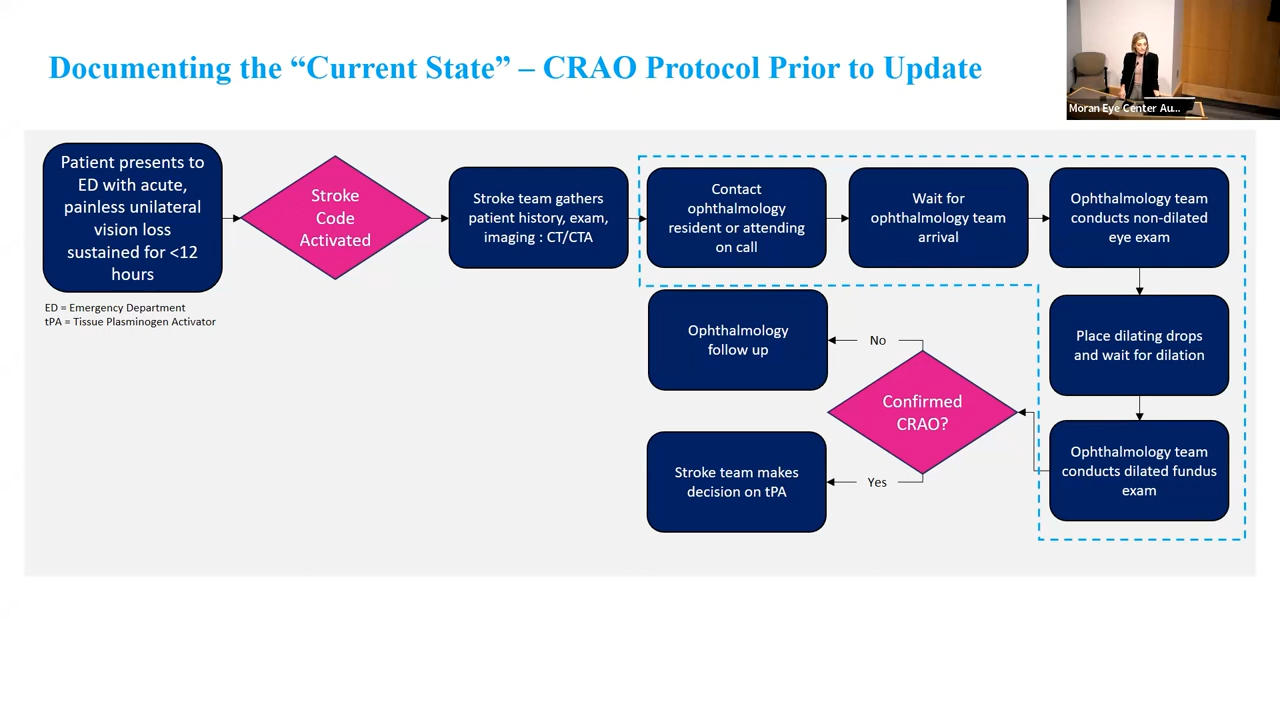 Documenting the “Current State” – CRAO Protocol Prior to Update
Moran Eye Center Au...
Patient presents to
ED with acute,
painless unilateral
vision loss
sustained for <12
hours
Stroke
Code
Activated
Stroke team gathers
patient history, exam,
imaging : CT/CTA
Contact
ophthalmology
resident or attending
on call
Wait for
ophthalmology team
arrival
Ophthalmology team
conducts non-dilated
eye exam
ED = Emergency Department
tPA = Tissue Plasminogen Activator
Place dilating drops
and wait for dilation
Ophthalmology team
conducts dilated fundus
exam
Confirmed
CRAO?
No
Ophthalmology
follow up
Yes
Stroke team makes
decision on tPA